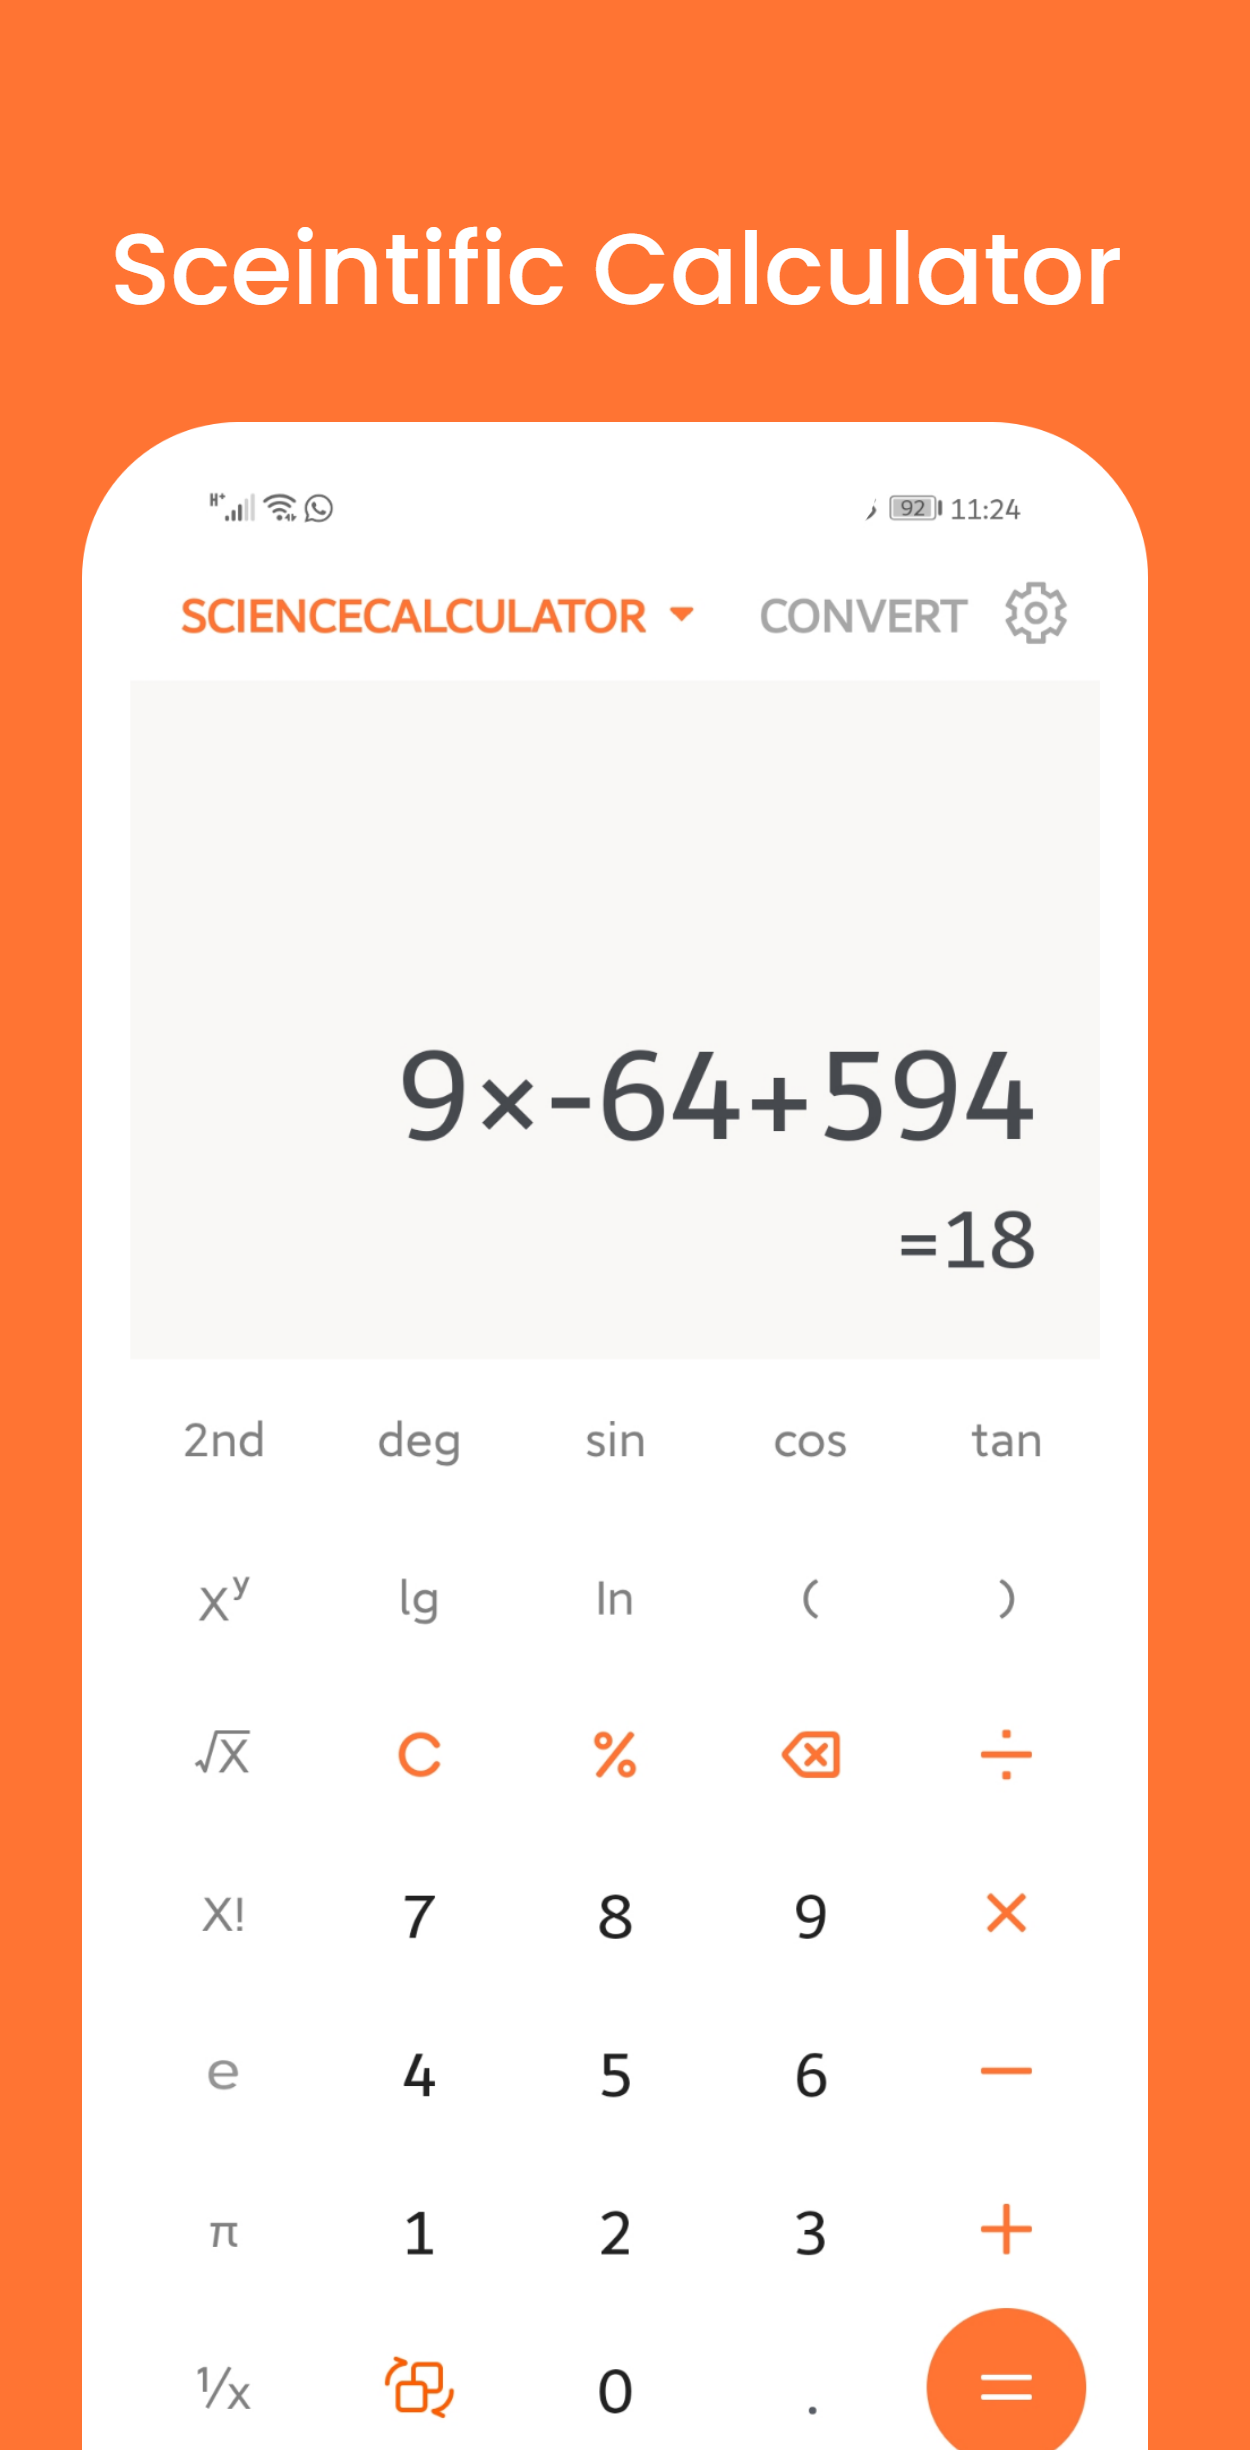 Sceintific Calculator
H+ 92 11:24
SCIENCECALCULATOR CONVERT
9×-64+594
=18
2nd deg sin cos tan
Xʸ lg ln ( )
√X C % ÷
X! 7 8 9 ×
e 4 5 6 −
π 1 2 3 +
1/x 0 . =